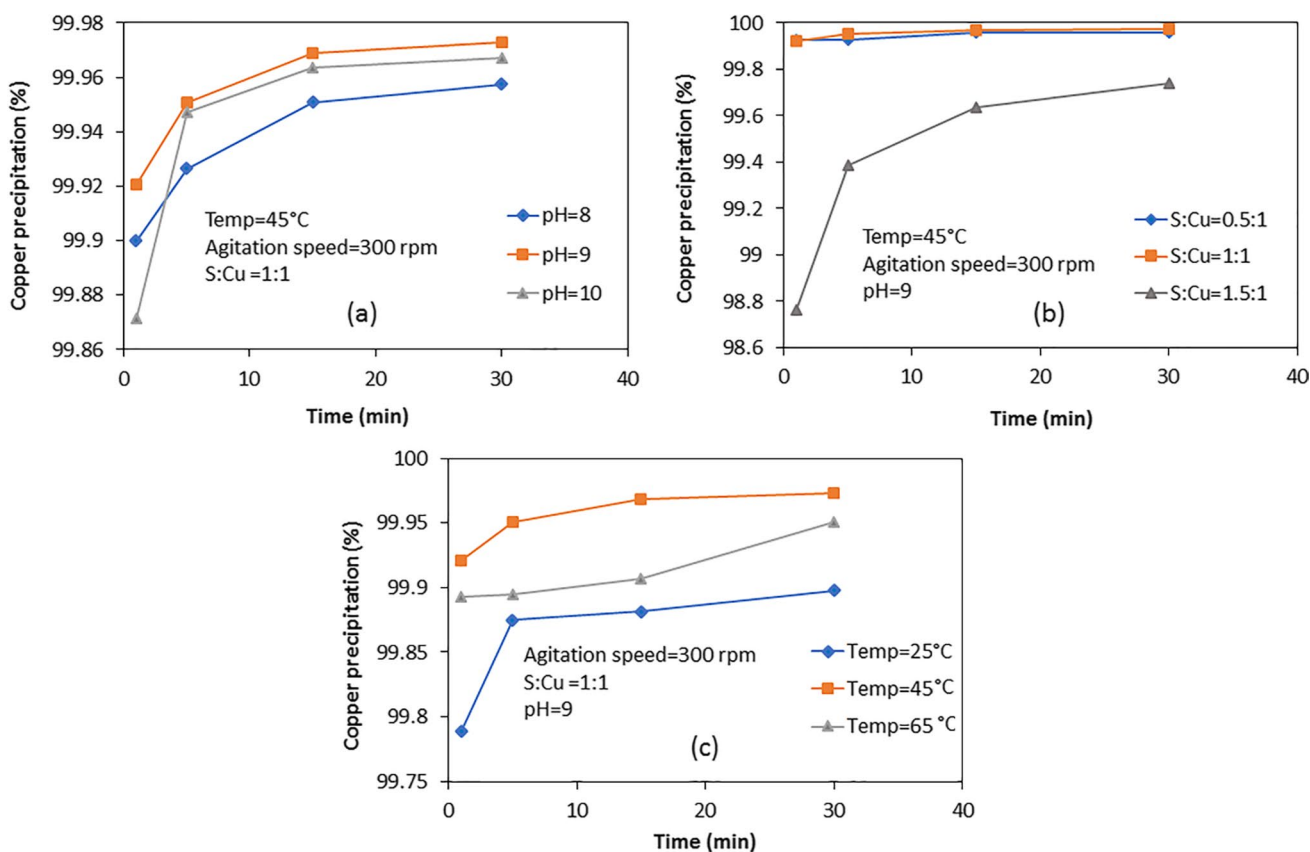 Copper precipitation (%)
99.98
99.96
99.94
99.92
99.9
99.88
99.86
0
10
20
30
40
Time (min)
Temp=45°C
Agitation speed=300 rpm
S:Cu =1:1
(a)
pH=8
pH=9
pH=10
Copper precipitation (%)
100
99.8
99.6
99.4
99.2
99
98.8
98.6
0
10
20
30
40
Time (min)
Temp=45°C
Agitation speed=300 rpm
pH=9
(b)
S:Cu=0.5:1
S:Cu=1:1
S:Cu=1.5:1
Copper precipitation (%)
100
99.95
99.9
99.85
99.8
99.75
0
10
20
30
40
Time (min)
Agitation speed=300 rpm
S:Cu =1:1
pH=9
(c)
Temp=25°C
Temp=45°C
Temp=65 °C